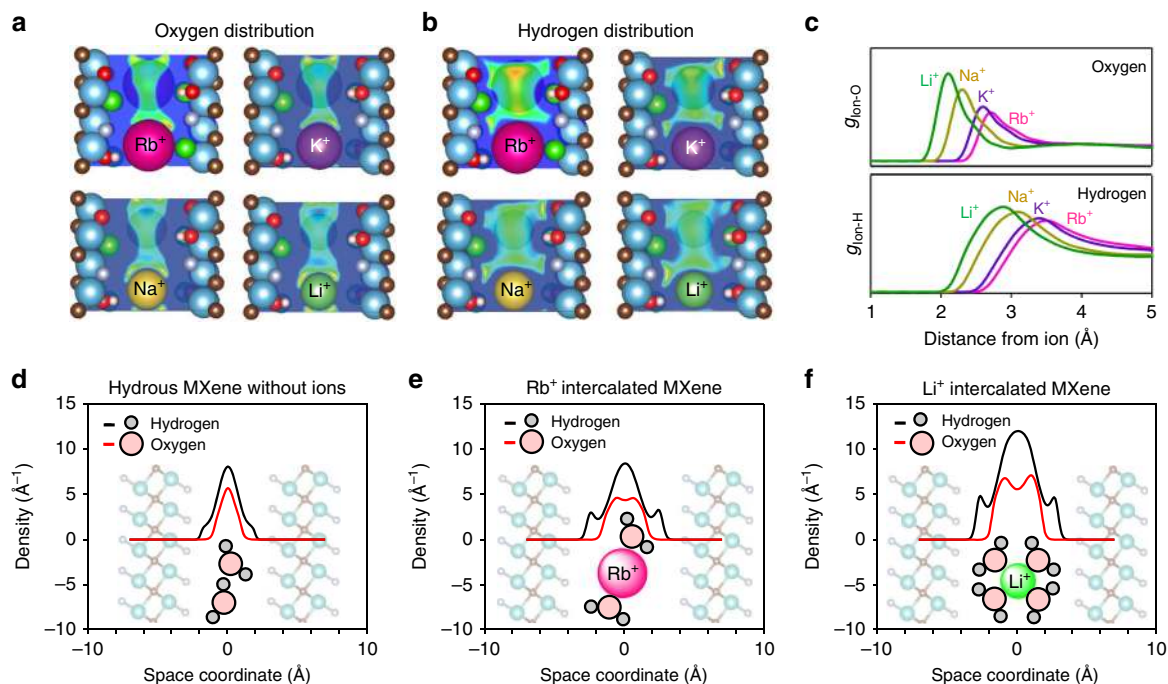 a
Oxygen distribution
b
Hydrogen distribution
c
Rb⁺
K⁺
Rb⁺
K⁺
Na⁺
Li⁺
Na⁺
Li⁺
gIon-O
Oxygen
Li⁺
Na⁺
K⁺
Rb⁺
gIon-H
Hydrogen
Li⁺
Na⁺
K⁺
Rb⁺
1 2 3 4 5
Distance from ion (Å)
d
Hydrous MXene without ions
Density (Å⁻¹)
15
10
5
0
−5
−10
Hydrogen
Oxygen
−10 0 10
Space coordinate (Å)
e
Rb⁺ intercalated MXene
Density (Å⁻¹)
15
10
5
0
−5
−10
Hydrogen
Oxygen
Rb⁺
−10 0 10
Space coordinate (Å)
f
Li⁺ intercalated MXene
Density (Å⁻¹)
15
10
5
0
−5
−10
Hydrogen
Oxygen
Li⁺
−10 0 10
Space coordinate (Å)